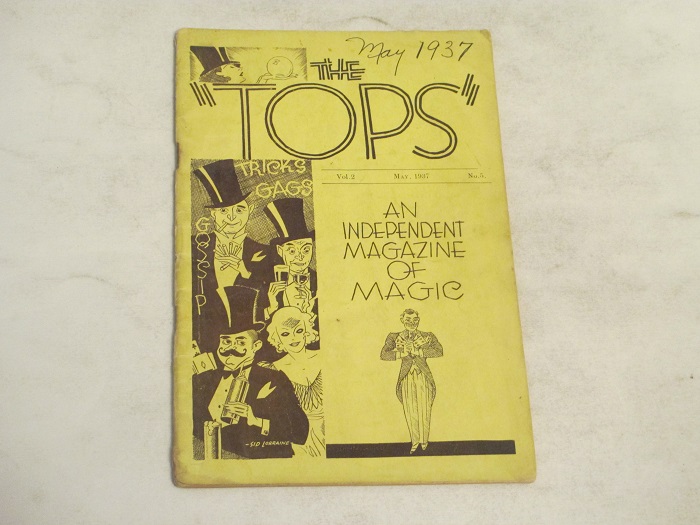 May 1937
THE
"TOPS"
Vol. 2 May, 1937 No. 5
TRICKS
GAGS
GOSSIP
AN
INDEPENDENT
MAGAZINE
OF
MAGIC
-SID LORRAINE